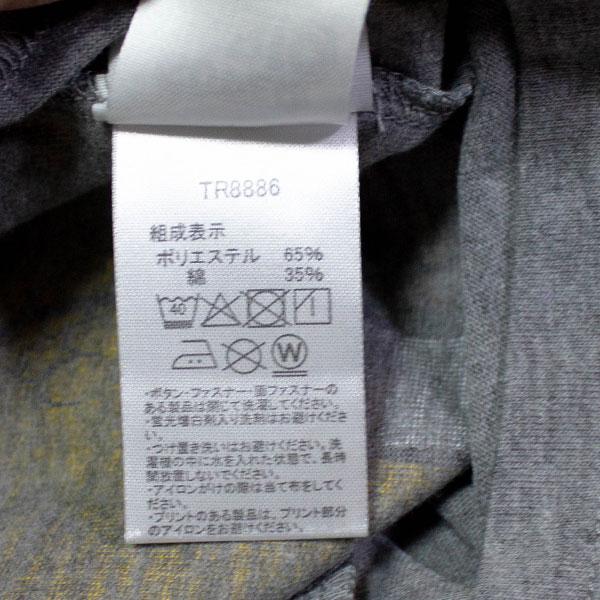 TR8886
組成表示
ポリエステル 65%
綿 35%
40
W
・ボタン・ファスナー・面ファスナーの
ある製品は閉じて洗濯してください。
・蛍光増白剤入り洗剤はお避けくださ
い。
・つけ置き洗いはお避けください。洗
濯機の中に水を入れた状態で、長時
間放置しないでください。
・アイロンがけの際は当て布をしてく
ださい。
・プリントのある製品は、プリント部分
のアイロンをお避けください。